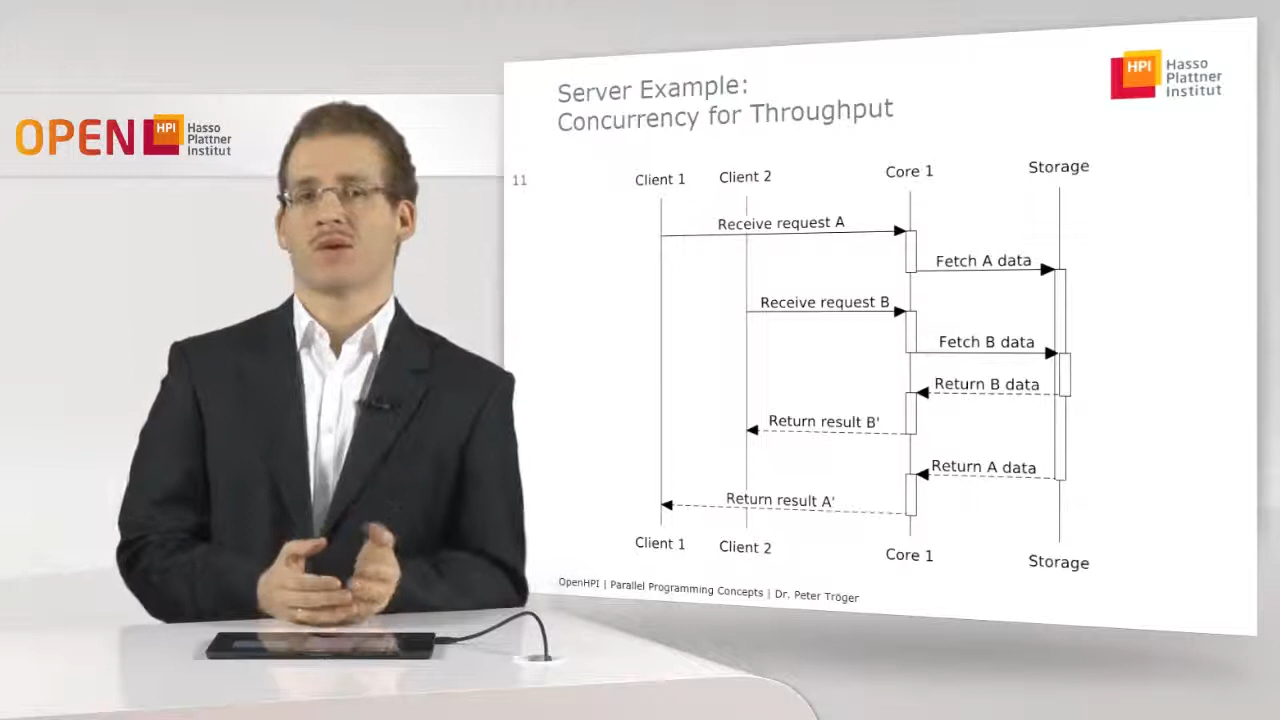 OPEN HPI Hasso
Plattner
Institut
Server Example:
Concurrency for Throughput
HPI Hasso
Plattner
Institut
11
Client 1 Client 2 Core 1 Storage
Receive request A
Fetch A data
Receive request B
Fetch B data
Return B data
Return result B'
Return A data
Return result A'
Client 1 Client 2 Core 1 Storage
OpenHPI | Parallel Programming Concepts | Dr. Peter Tröger